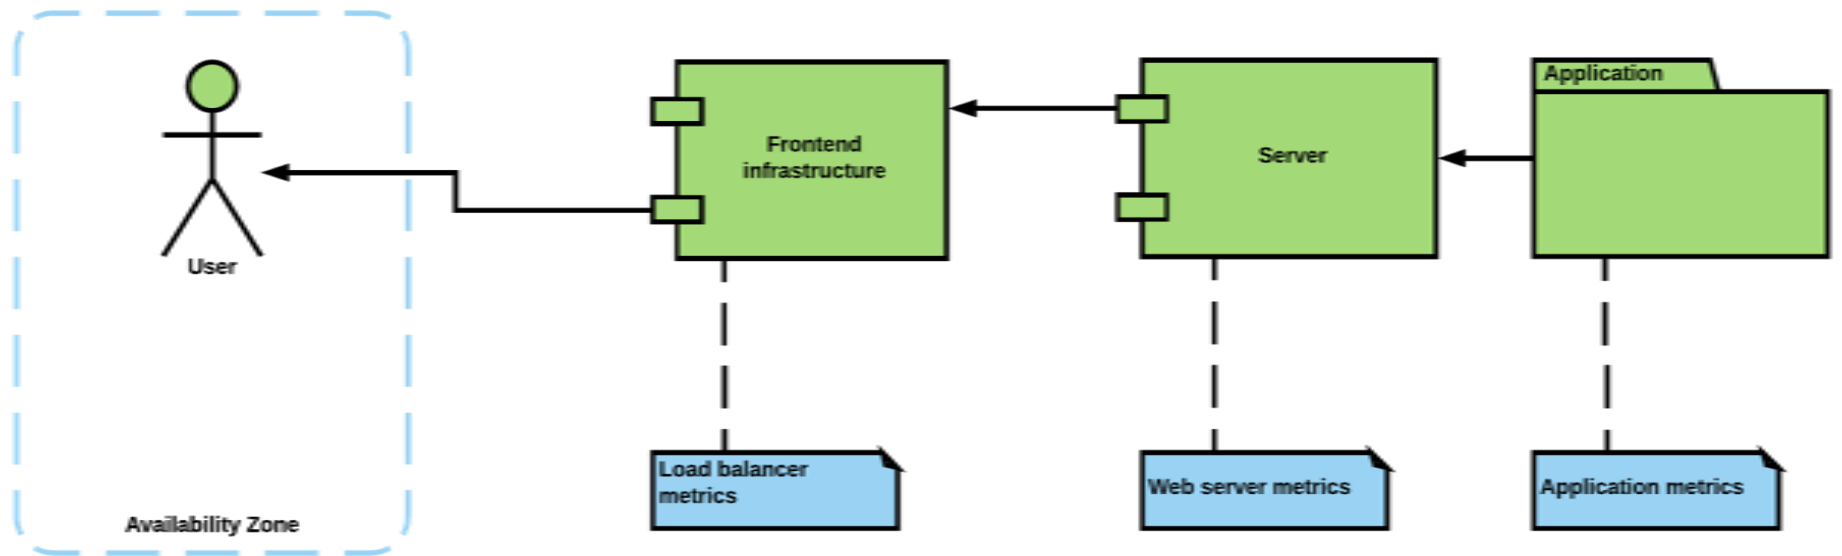 Application
Frontend
infrastructure
Server
User
Load balancer
metrics
Web server metrics
Application metrics
Availability Zone